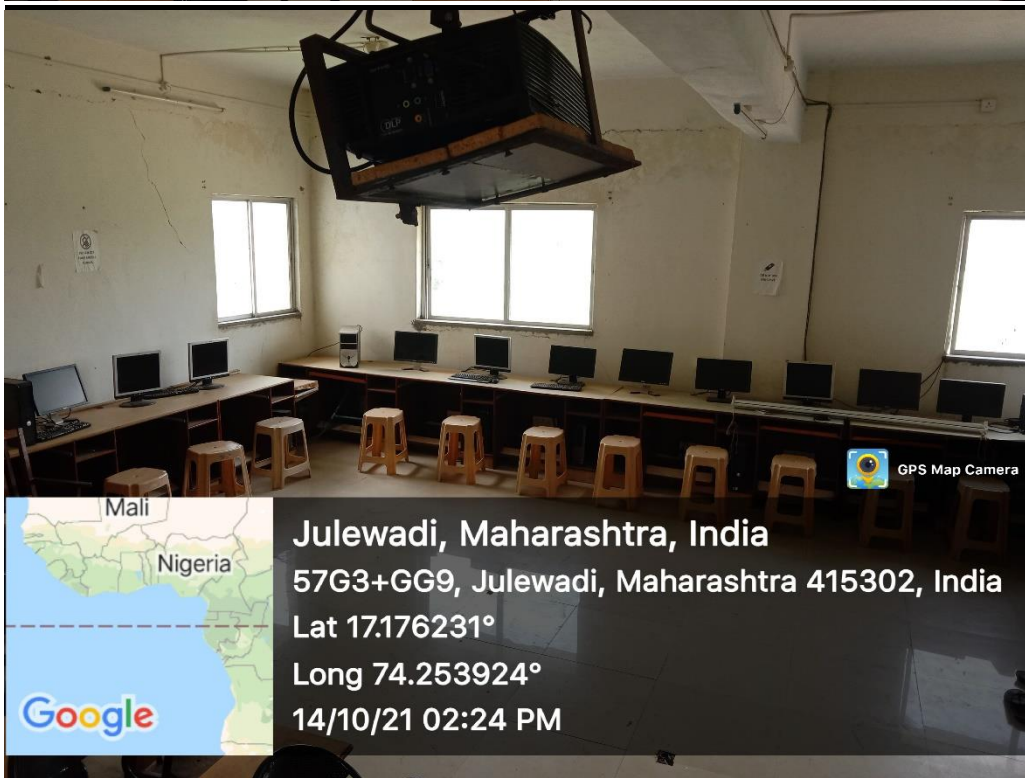 DLP
GPS Map Camera
Mali
Nigeria
Google
Julewadi, Maharashtra, India
57G3+GG9, Julewadi, Maharashtra 415302, India
Lat 17.176231°
Long 74.253924°
14/10/21 02:24 PM